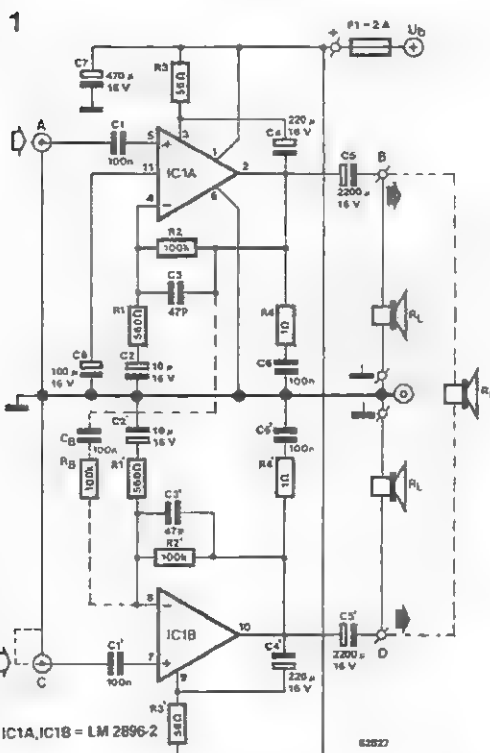 1
F1 = 2 A
Ub
+
C7
470 µ
16 V
R3
56Ω
220 µ
16 V
C4
A
C1
100n
5
3
1
11
IC1A
2
4
6
C5
2200 µ
16 V
B
R2
100k
C3
47p
R1
560Ω
R4
1Ω
RL
C8
100 µ
16 V
C2
10 µ
16 V
C6
100n
0
CB
100k
RB
100k
C2'
10 µ
16 V
R1'
560Ω
C6'
100n
R4'
1Ω
RL
C3'
47p
R2'
100k
8
IC1B
10
7
9
C
C1'
100n
C4'
220 µ
16 V
C5'
2200 µ
16 V
D
R3'
56Ω
IC1A, IC1B = LM 2896-2
82527